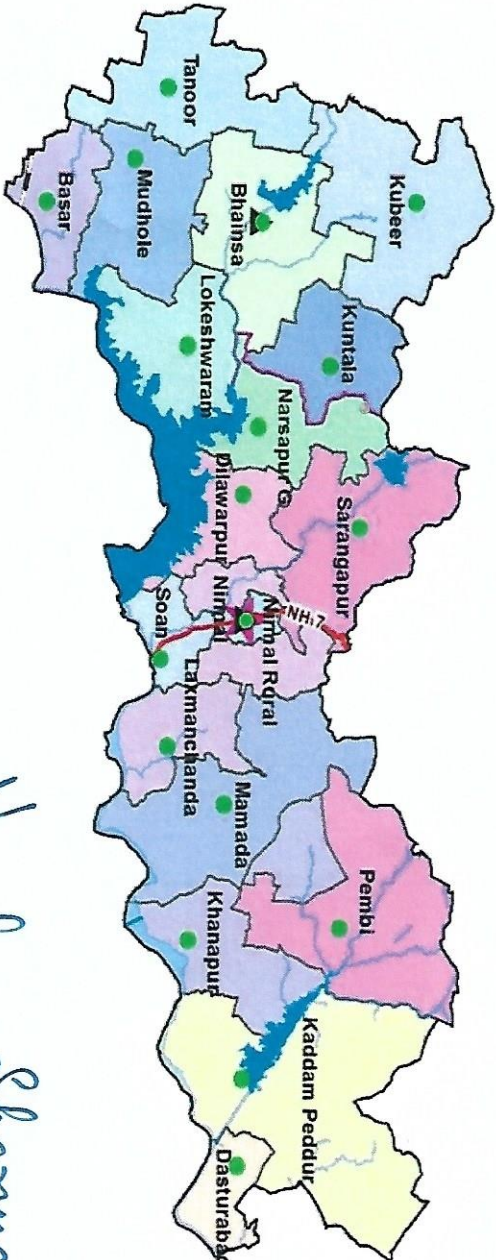 Tanoor
Kubeer
Basar
Mudhole
Bhainsa
Lokeshwaram
Kuntala
Narsapur G
Dilawarpur
Sarangapur
Nirmal
Nirmal Rural
NH:7
Soan
Laxmanchanda
Mamada
Pembi
Khanapur
Kaddam Peddur
Dasturaba